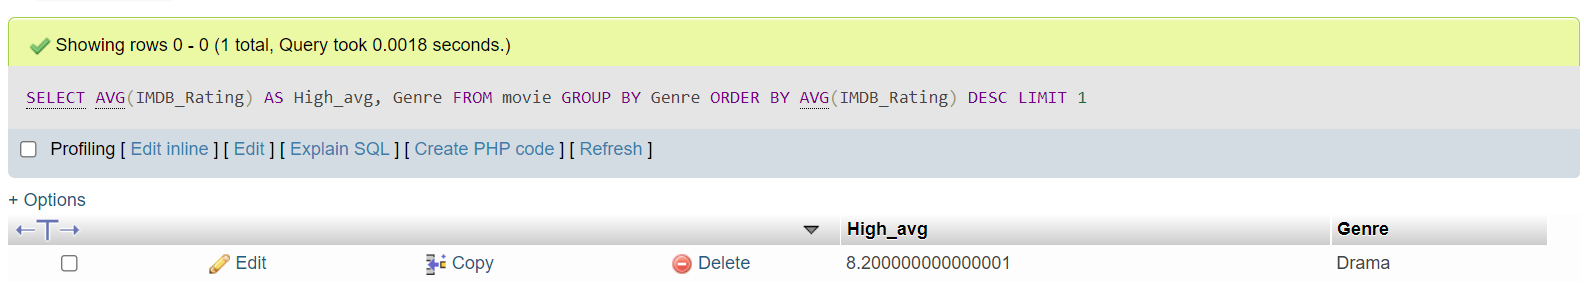 Showing rows 0 - 0 (1 total, Query took 0.0018 seconds.)
SELECT AVG(IMDB_Rating) AS High_avg, Genre FROM movie GROUP BY Genre ORDER BY AVG(IMDB_Rating) DESC LIMIT 1
Profiling [ Edit inline ] [ Edit ] [ Explain SQL ] [ Create PHP code ] [ Refresh ]
+ Options
←T→ High_avg Genre
Edit Copy Delete 8.200000000000001 Drama